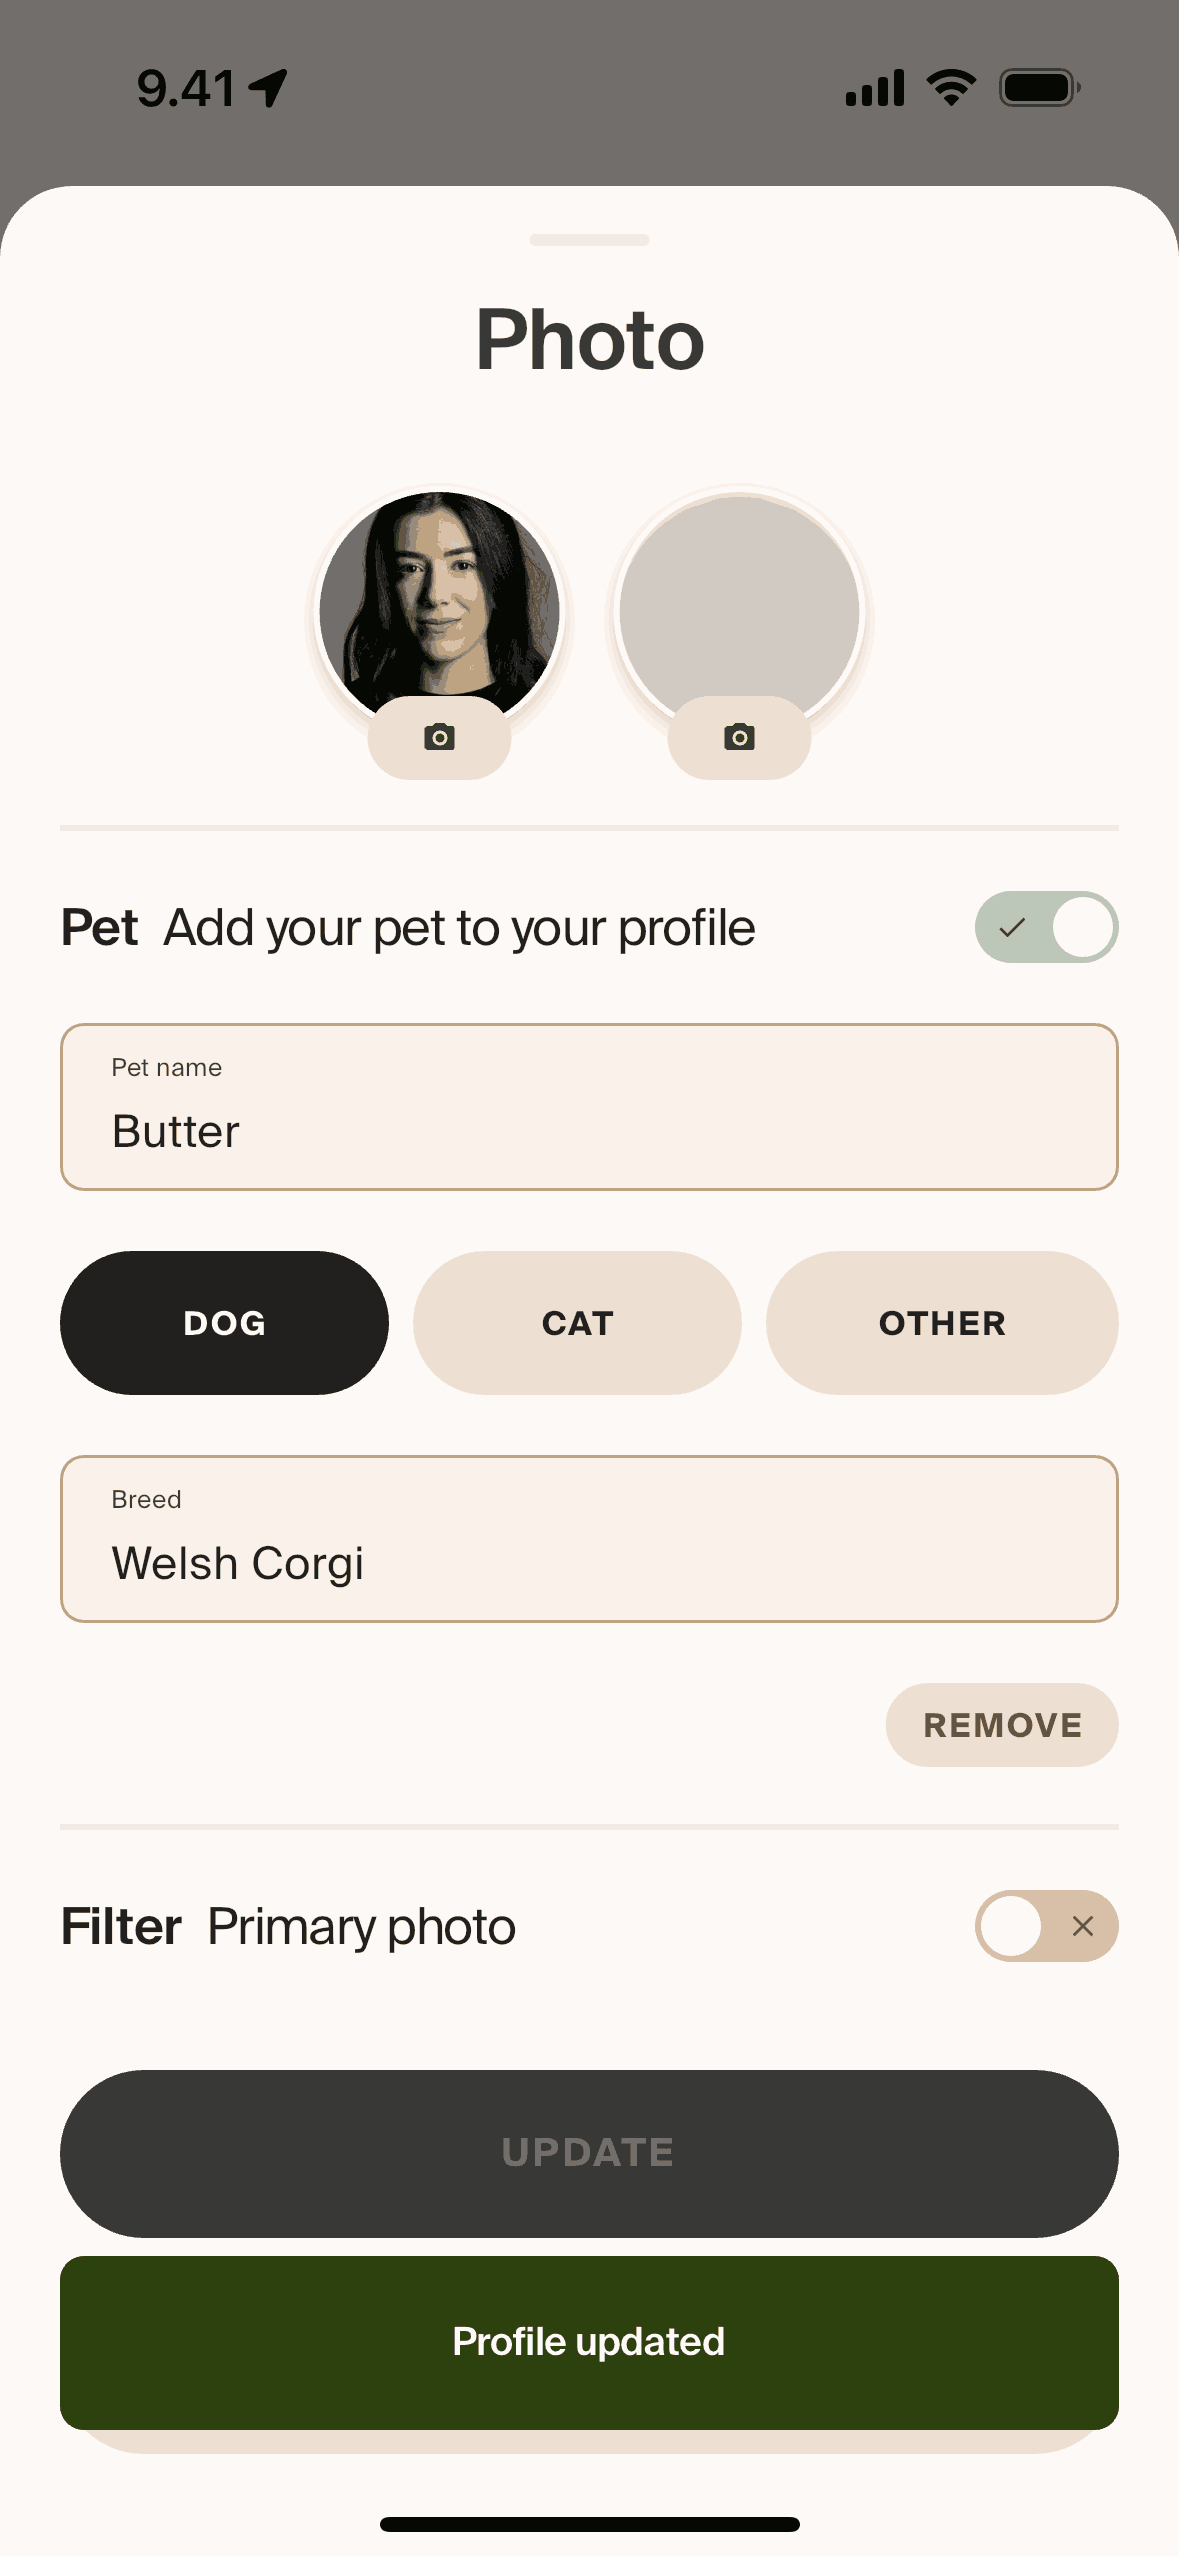 9.41
Photo
Pet Add your pet to your profile
Pet name
Butter
DOG CAT OTHER
Breed
Welsh Corgi
REMOVE
Filter Primary photo
UPDATE
Profile updated